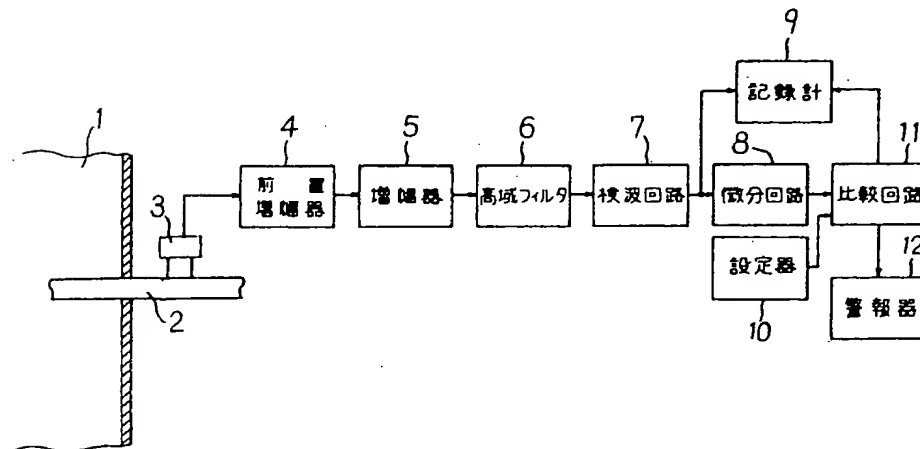 1
2
3
4
前置
増幅器
5
増幅器
6
高域フィルタ
7
検波回路
8
微分回路
9
記録計
10
設定器
11
比較回路
12
警報器